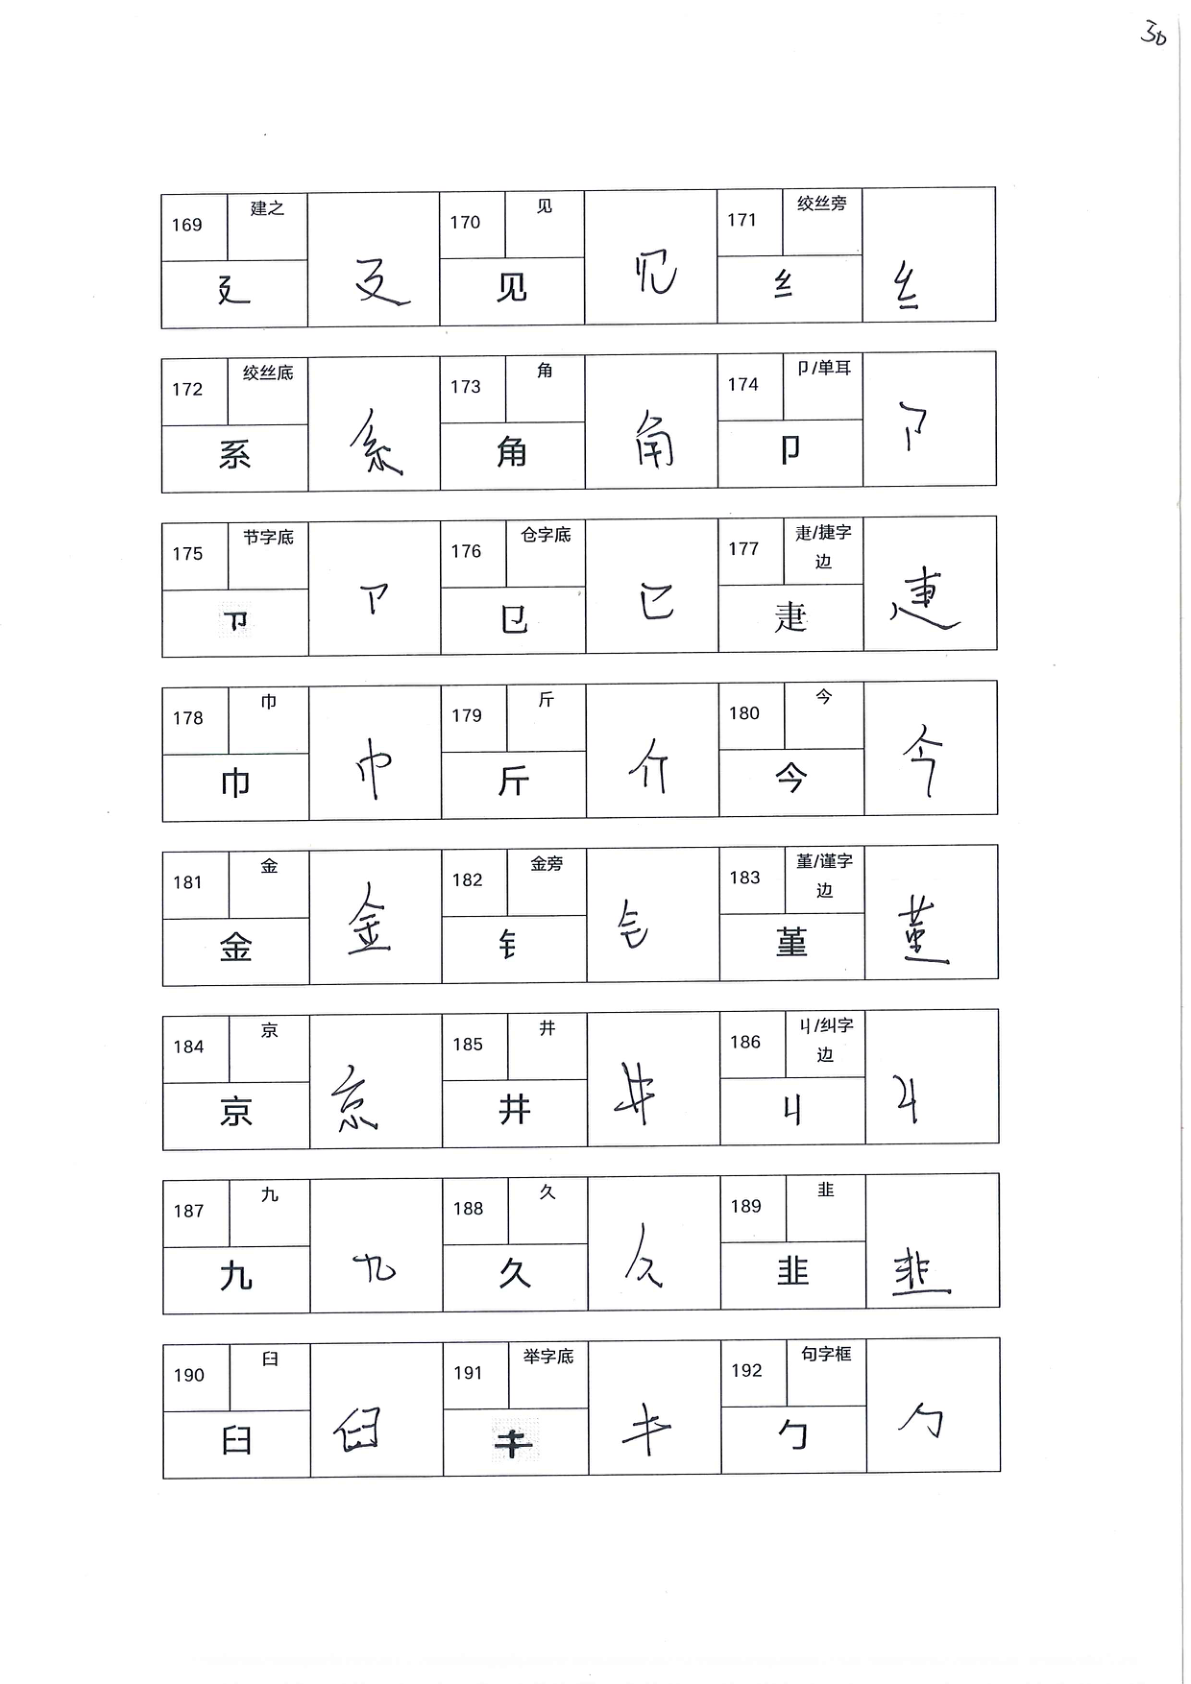 30
169 建之 廴 廴
170 见 见 见
171 绞丝旁 纟 纟
172 绞丝底 系 系
173 角 角 角
174 卩/单耳 卩 卩
175 节字底 卩
176 仓字底 㔾 㔾
177 疌/捷字边 疌
178 巾 巾 巾
179 斤 斤 斤
180 今 今 今
181 金 金 金
182 金旁 钅 钅
183 堇/谨字边 堇 堇
184 京 京 京
185 井 井 井
186 丩/纠字边 丩 丩
187 九 九 九
188 久 久 久
189 韭 韭 韭
190 臼 臼 臼
191 举字底
192 句字框 勹 勹